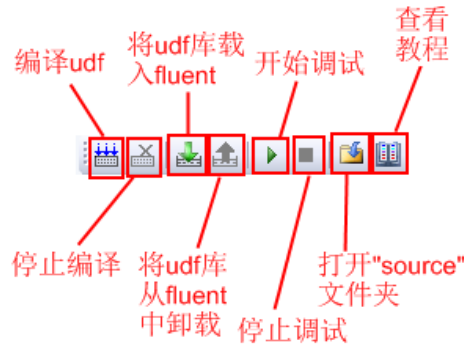 编译udf
将udf库载
入fluent
开始调试
查看
教程
停止编译
将udf库
从fluent
中卸载
停止调试
打开"source"
文件夹